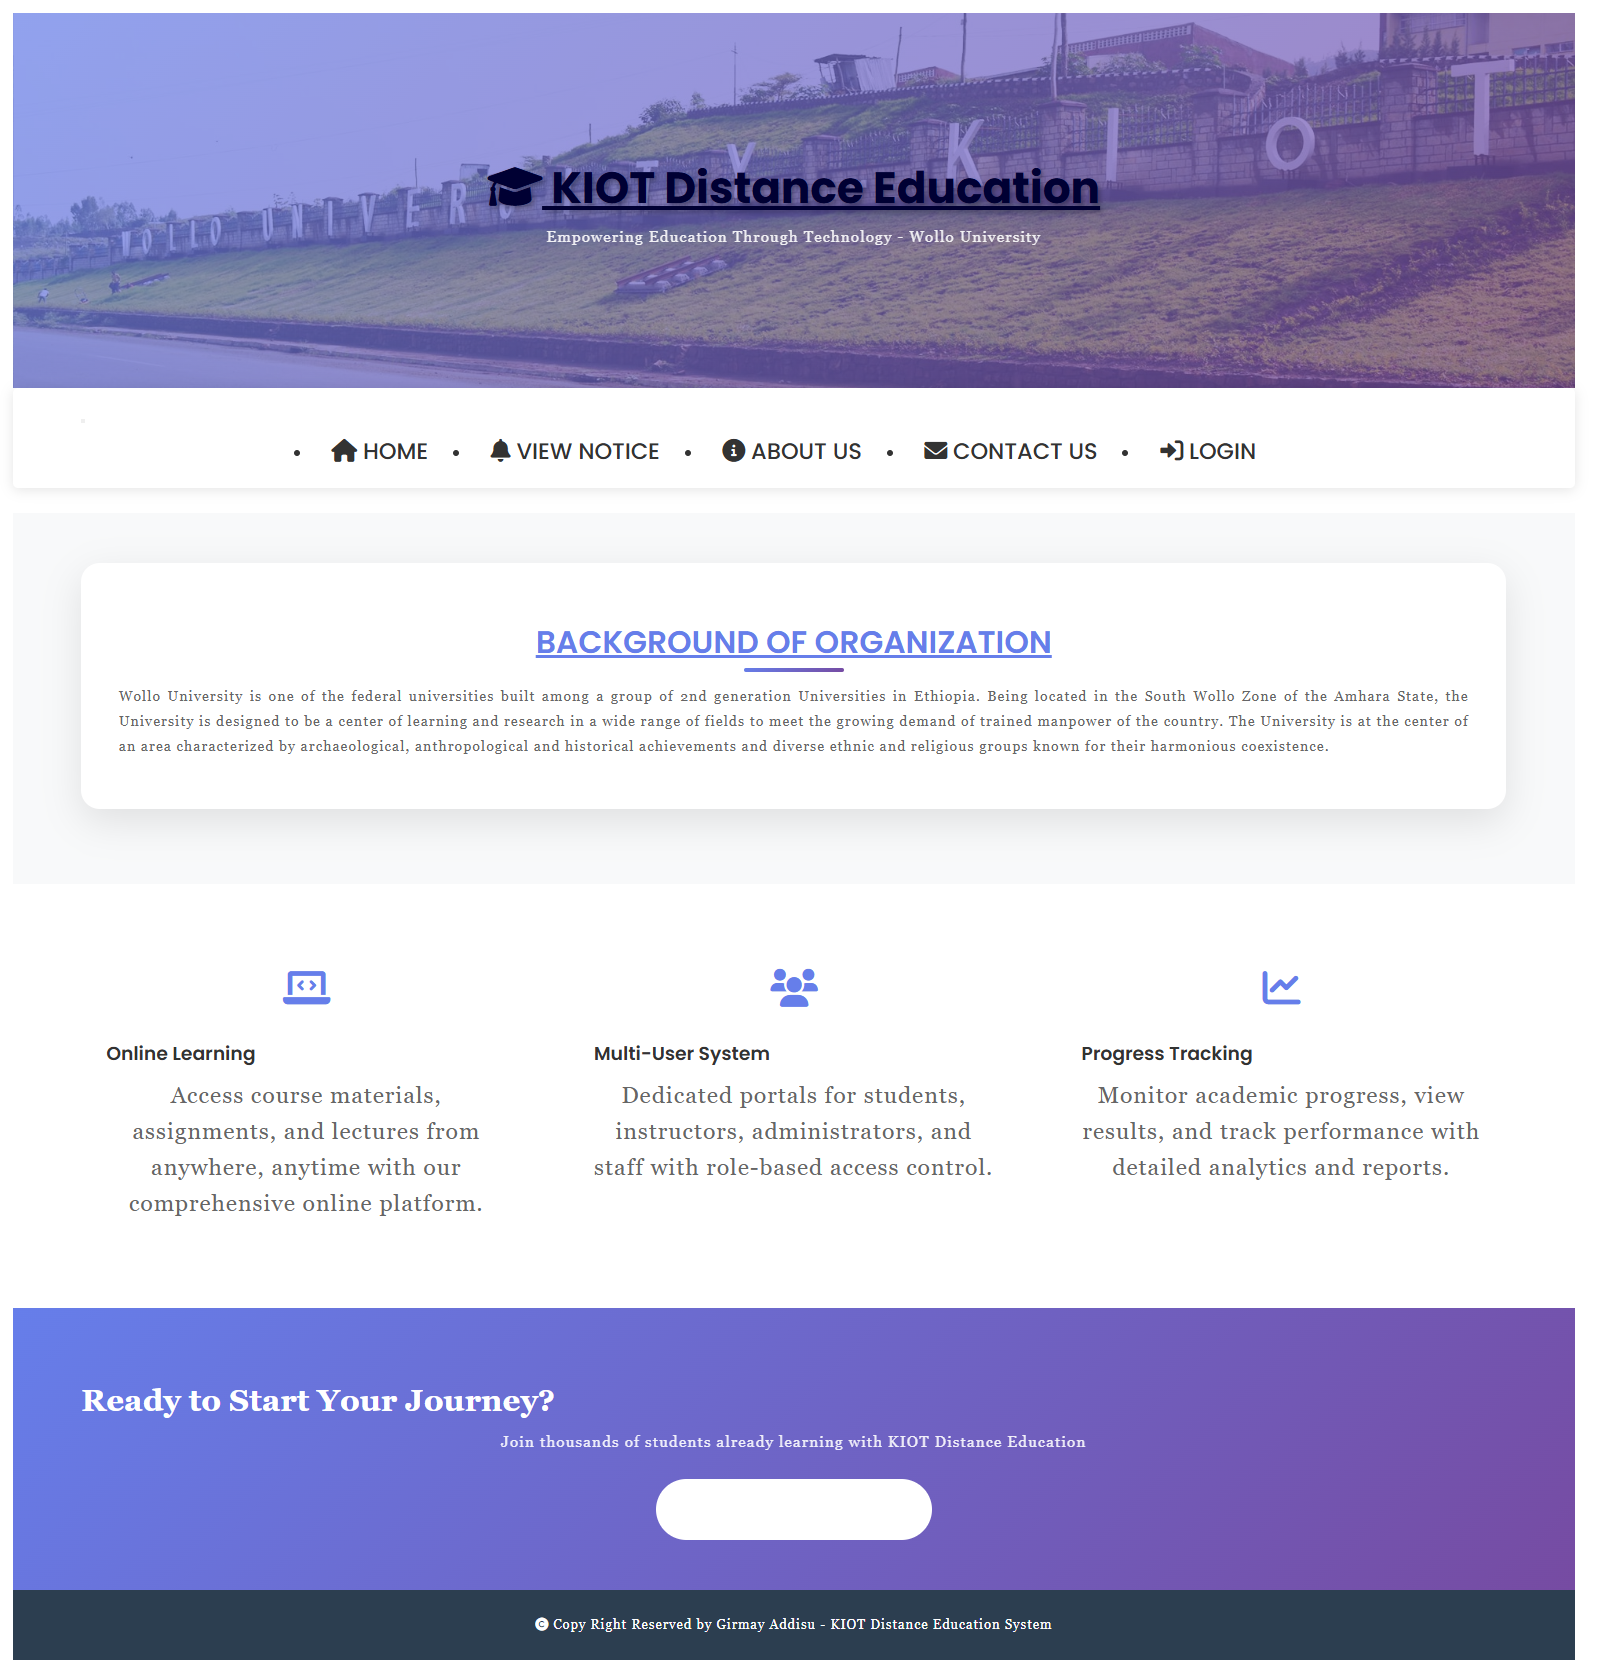 WOLLO UNIVERSITY KIOT
KIOT Distance Education
Empowering Education Through Technology - Wollo University
HOME
VIEW NOTICE
ABOUT US
CONTACT US
LOGIN
BACKGROUND OF ORGANIZATION
Wollo University is one of the federal universities built among a group of 2nd generation Universities in Ethiopia. Being located in the South Wollo Zone of the Amhara State, the
University is designed to be a center of learning and research in a wide range of fields to meet the growing demand of trained manpower of the country. The University is at the center of
an area characterized by archaeological, anthropological and historical achievements and diverse ethnic and religious groups known for their harmonious coexistence.
Online Learning
Access course materials,
assignments, and lectures from
anywhere, anytime with our
comprehensive online platform.
Multi-User System
Dedicated portals for students,
instructors, administrators, and
staff with role-based access control.
Progress Tracking
Monitor academic progress, view
results, and track performance with
detailed analytics and reports.
Ready to Start Your Journey?
Join thousands of students already learning with KIOT Distance Education
© Copy Right Reserved by Girmay Addisu - KIOT Distance Education System